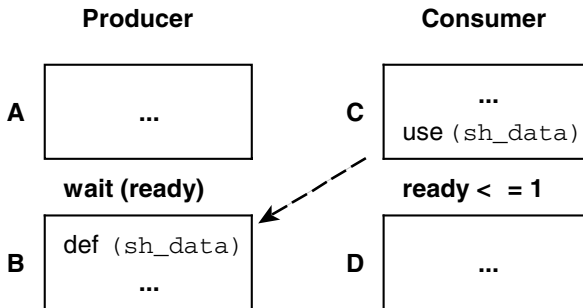 Producer
Consumer
A
...
C
...
use (sh_data)
wait (ready)
ready < = 1
B
def (sh_data)
...
D
...